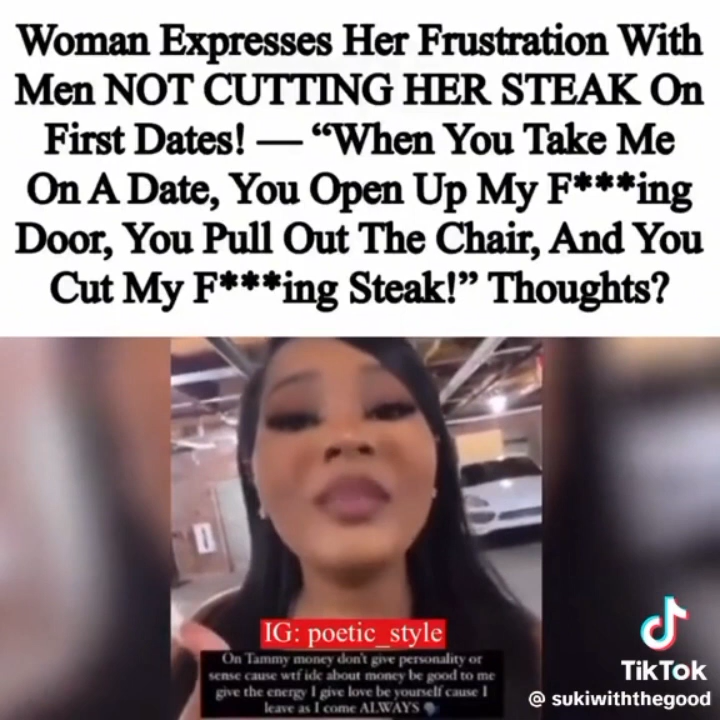 Woman Expresses Her Frustration With
Men NOT CUTTING HER STEAK On
First Dates! — “When You Take Me
On A Date, You Open Up My F***ing
Door, You Pull Out The Chair, And You
Cut My F***ing Steak!” Thoughts?
IG: poetic_style
On Tammy money don't give personality or
sense cause wtf idc about money be good to me
give the energy I give love be yourself cause I
leave as I come ALWAYS
TikTok
@ sukiwiththegood